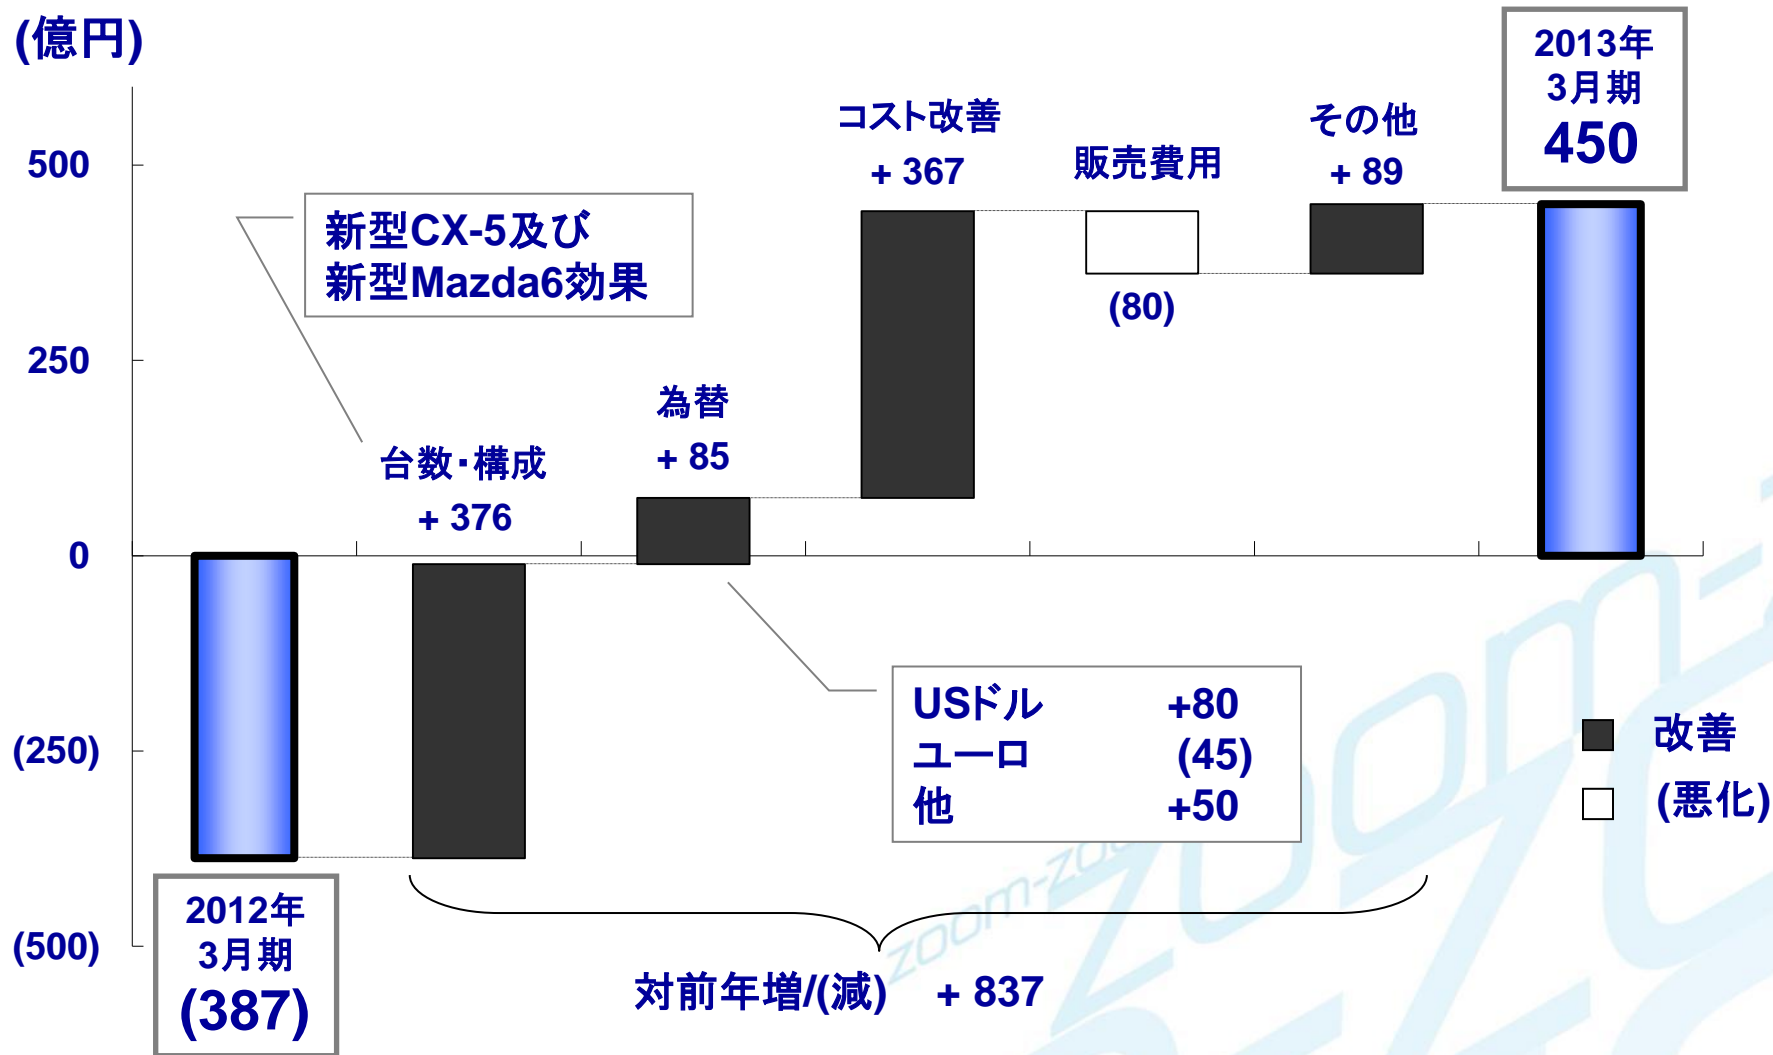 (億円)
500
250
0
(250)
(500)
2012年
3月期
(387)
新型CX-5及び
新型Mazda6効果
台数・構成
+ 376
為替
+ 85
コスト改善
+ 367
販売費用
(80)
その他
+ 89
2013年
3月期
450
USドル +80
ユーロ (45)
他 +50
改善
(悪化)
対前年増/(減) + 837
zoom-zoom